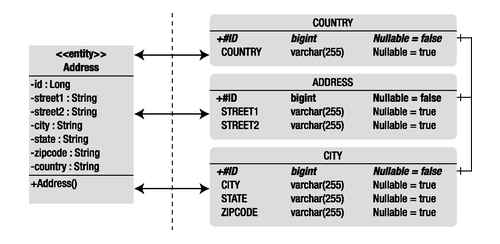 <<entity>>
Address
-id : Long
-street1 : String
-street2 : String
-city : String
-state : String
-zipcode : String
-country : String
+Address()
COUNTRY
+#ID bigint Nullable = false
COUNTRY varchar(255) Nullable = true
ADDRESS
+#ID bigint Nullable = false
STREET1 varchar(255) Nullable = true
STREET2 varchar(255) Nullable = true
CITY
+#ID bigint Nullable = false
CITY varchar(255) Nullable = true
STATE varchar(255) Nullable = true
ZIPCODE varchar(255) Nullable = true